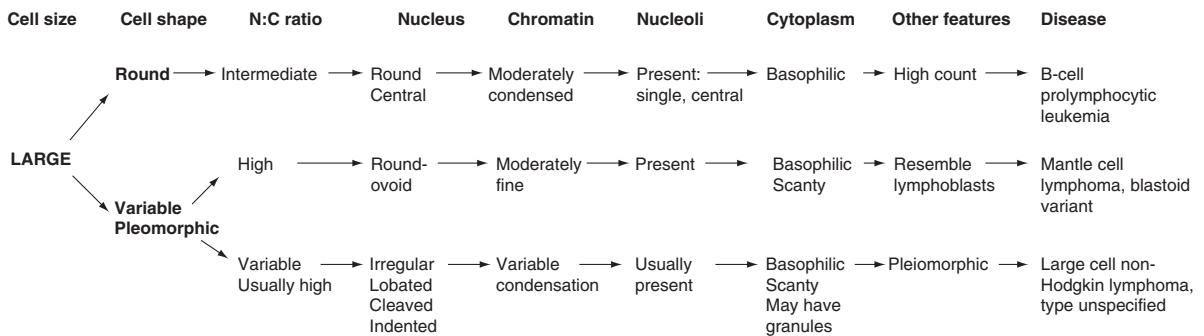 Cell size Cell shape N:C ratio Nucleus Chromatin Nucleoli Cytoplasm Other features Disease
Round Intermediate Round Moderately Present: Basophilic High count B-cell
Central condensed single, central prolymphocytic
leukemia
LARGE
High Round- Moderately Present Basophilic Resemble Mantle cell
ovoid fine Scanty lymphoblasts lymphoma, blastoid
variant
Variable
Pleomorphic
Variable Irregular Variable Usually Basophilic Pleiomorphic Large cell non-
Usually high Lobated condensation present Scanty Hodgkin lymphoma,
Cleaved May have type unspecified
Indented granules